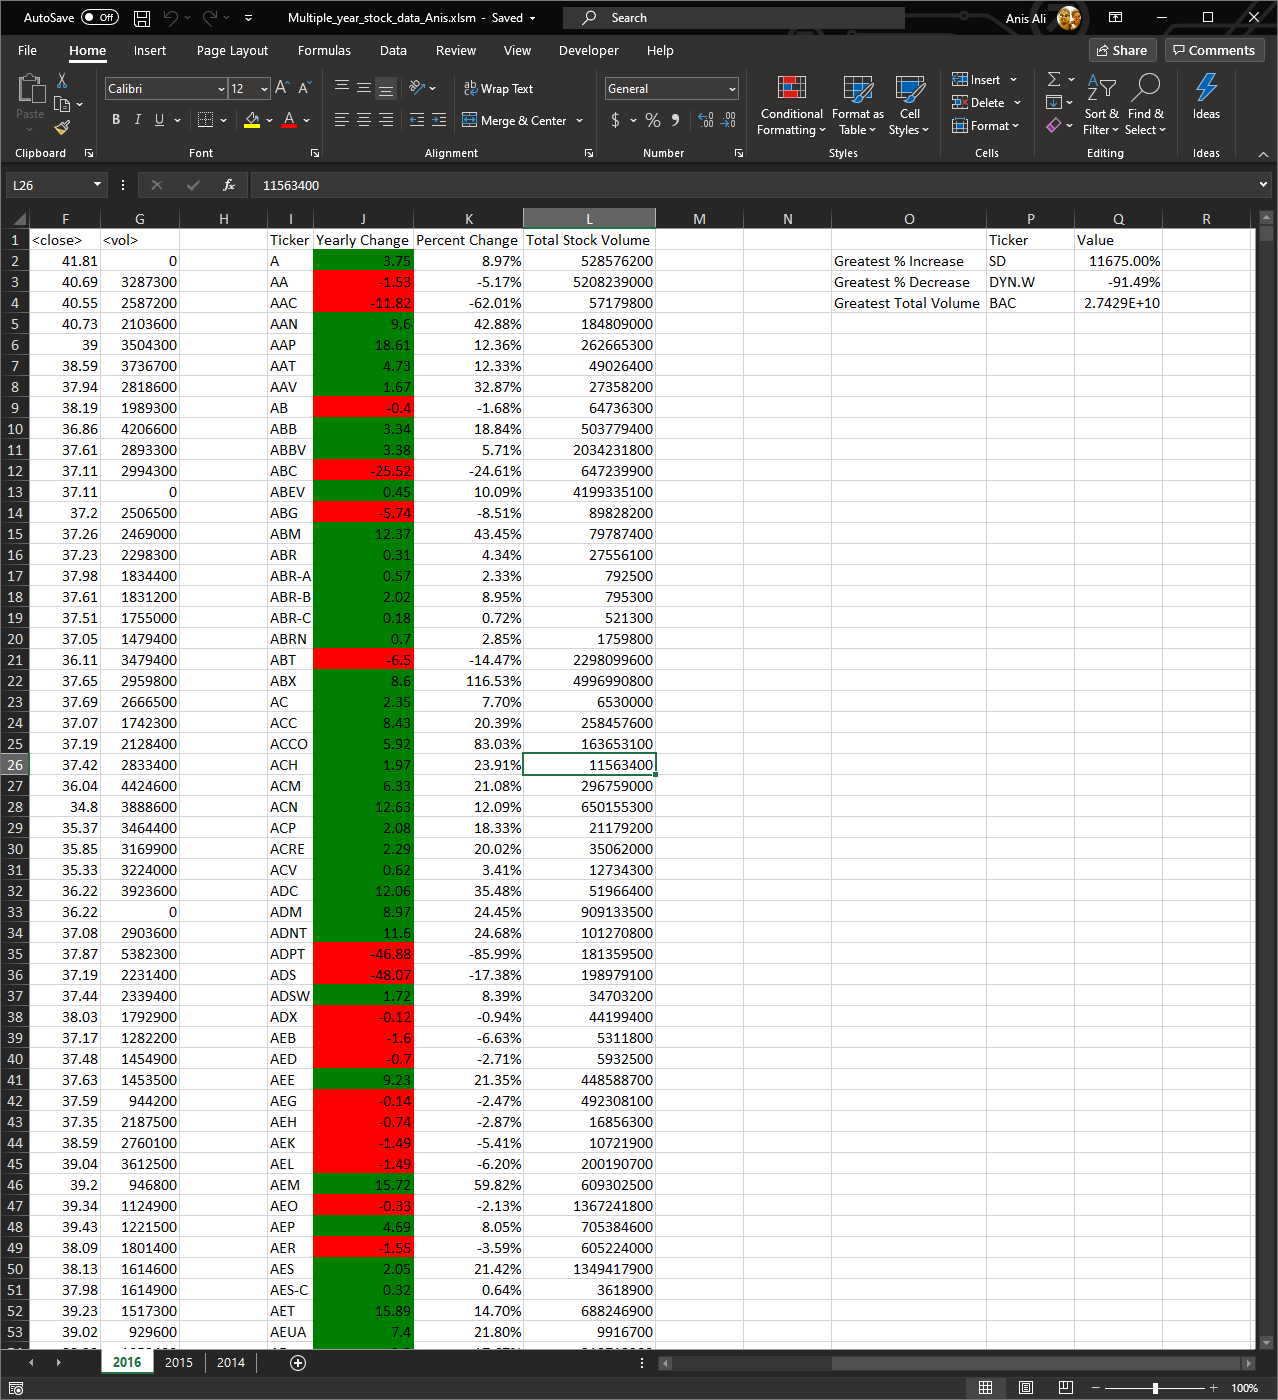 AutoSave Off Multiple_year_stock_data_Anis.xlsm - Saved Search Anis Ali
File Home Insert Page Layout Formulas Data Review View Developer Help Share Comments
Paste Calibri 12 A A ab Wrap Text General Conditional Formatting Format as Table Cell Styles Insert Delete Format Sort & Filter Find & Select Ideas
B I U A Merge & Center $ % 9
Clipboard Font Alignment Number Styles Cells Editing Ideas
L26 fx 11563400
F G H I J K L M N O P Q R
1 <close> <vol> Ticker Yearly Change Percent Change Total Stock Volume Ticker Value
2 41.81 0 A 3.75 8.97% 528576200 Greatest % Increase SD 11675.00%
3 40.69 3287300 AA -1.53 -5.17% 5208239000 Greatest % Decrease DYN.W -91.49%
4 40.55 2587200 AAC -11.82 -62.01% 57179800 Greatest Total Volume BAC 2.7429E+10
5 40.73 2103600 AAN 9.6 42.88% 184809000
6 39 3504300 AAP 18.61 12.36% 262665300
7 38.59 3736700 AAT 4.73 12.33% 49026400
8 37.94 2818600 AAV 1.67 32.87% 27358200
9 38.19 1989300 AB -0.4 -1.68% 64736300
10 36.86 4206600 ABB 3.34 18.84% 503779400
11 37.61 2893300 ABBV 3.38 5.71% 2034231800
12 37.11 2994300 ABC -25.52 -24.61% 647239900
13 37.11 0 ABEV 0.45 10.09% 4199335100
14 37.2 2506500 ABG -5.74 -8.51% 89828200
15 37.26 2469000 ABM 12.37 43.45% 79787400
16 37.23 2298300 ABR 0.31 4.34% 27556100
17 37.98 1834400 ABR-A 0.57 2.33% 792500
18 37.61 1831200 ABR-B 2.02 8.95% 795300
19 37.51 1755000 ABR-C 0.18 0.72% 521300
20 37.05 1479400 ABRN 0.7 2.85% 1759800
21 36.11 3479400 ABT -6.5 -14.47% 2298099600
22 37.65 2959800 ABX 8.6 116.53% 4996990800
23 37.69 2666500 AC 2.35 7.70% 6530000
24 37.07 1742300 ACC 8.43 20.39% 258457600
25 37.19 2128400 ACCO 5.92 83.03% 163653100
26 37.42 2833400 ACH 1.97 23.91% 11563400
27 36.04 4424600 ACM 6.33 21.08% 296759000
28 34.8 3888600 ACN 12.63 12.09% 650155300
29 35.37 3464400 ACP 2.08 18.33% 21179200
30 35.85 3169900 ACRE 2.29 20.02% 35062000
31 35.33 3224000 ACV 0.62 3.41% 12734300
32 36.22 3923600 ADC 12.06 35.48% 51966400
33 36.22 0 ADM 8.97 24.45% 909133500
34 37.08 2903600 ADNT 11.6 24.68% 101270800
35 37.87 5382300 ADPT -46.88 -85.99% 181359500
36 37.19 2231400 ADS -48.07 -17.38% 198979100
37 37.44 2339400 ADSW 1.72 8.39% 34703200
38 38.03 1792900 ADX -0.12 -0.94% 44199400
39 37.17 1282200 AEB -1.6 -6.63% 5311800
40 37.48 1454900 AED -0.7 -2.71% 5932500
41 37.63 1453500 AEE 9.23 21.35% 448588700
42 37.59 944200 AEG -0.14 -2.47% 492308100
43 37.35 2187500 AEH -0.74 -2.87% 16856300
44 38.59 2760100 AEK -1.49 -5.41% 10721900
45 39.04 3612500 AEL -1.49 -6.20% 200190700
46 39.2 946800 AEM 15.72 59.82% 609302500
47 39.34 1124900 AEO -0.33 -2.13% 1367241800
48 39.43 1221500 AEP 4.69 8.05% 705384600
49 38.09 1801400 AER -1.55 -3.59% 605224000
50 38.13 1614600 AES 2.05 21.42% 1349417900
51 37.98 1614900 AES-C 0.32 0.64% 3618900
52 39.23 1517300 AET 15.89 14.70% 688246900
53 39.02 929600 AEUA 7.4 21.80% 9916700
2016 2015 2014
100%